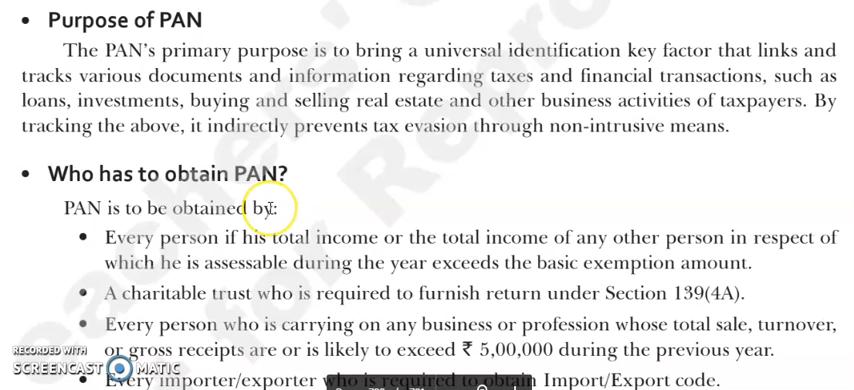 • Purpose of PAN
The PAN's primary purpose is to bring a universal identification key factor that links and
tracks various documents and information regarding taxes and financial transactions, such as
loans, investments, buying and selling real estate and other business activities of taxpayers. By
tracking the above, it indirectly prevents tax evasion through non-intrusive means.
• Who has to obtain PAN?
PAN is to be obtained by:
• Every person if his total income or the total income of any other person in respect of
which he is assessable during the year exceeds the basic exemption amount.
• A charitable trust who is required to furnish return under Section 139(4A).
• Every person who is carrying on any business or profession whose total sale, turnover,
or gross receipts are or is likely to exceed ₹ 5,00,000 during the previous year.
• Every importer/exporter who is required to obtain Import/Export code.
RECORDED WITH
SCREENCAST MATIC